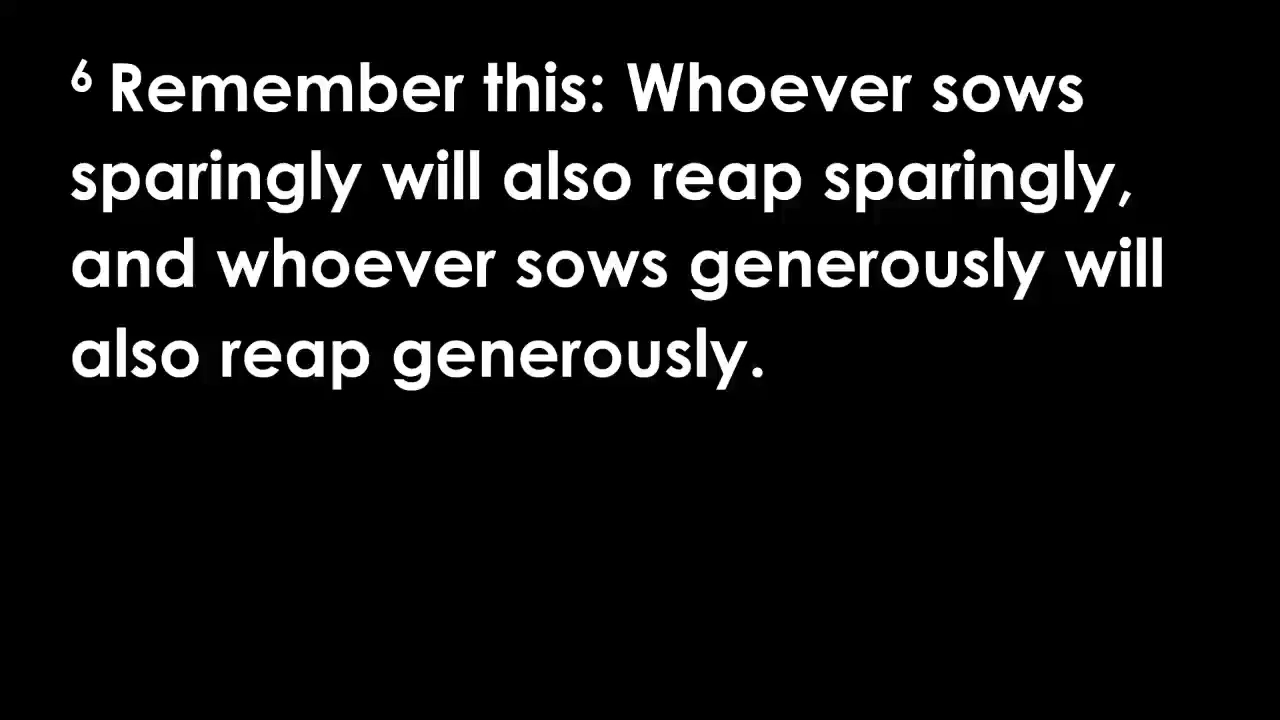 6 Remember this: Whoever sows
sparingly will also reap sparingly,
and whoever sows generously will
also reap generously.